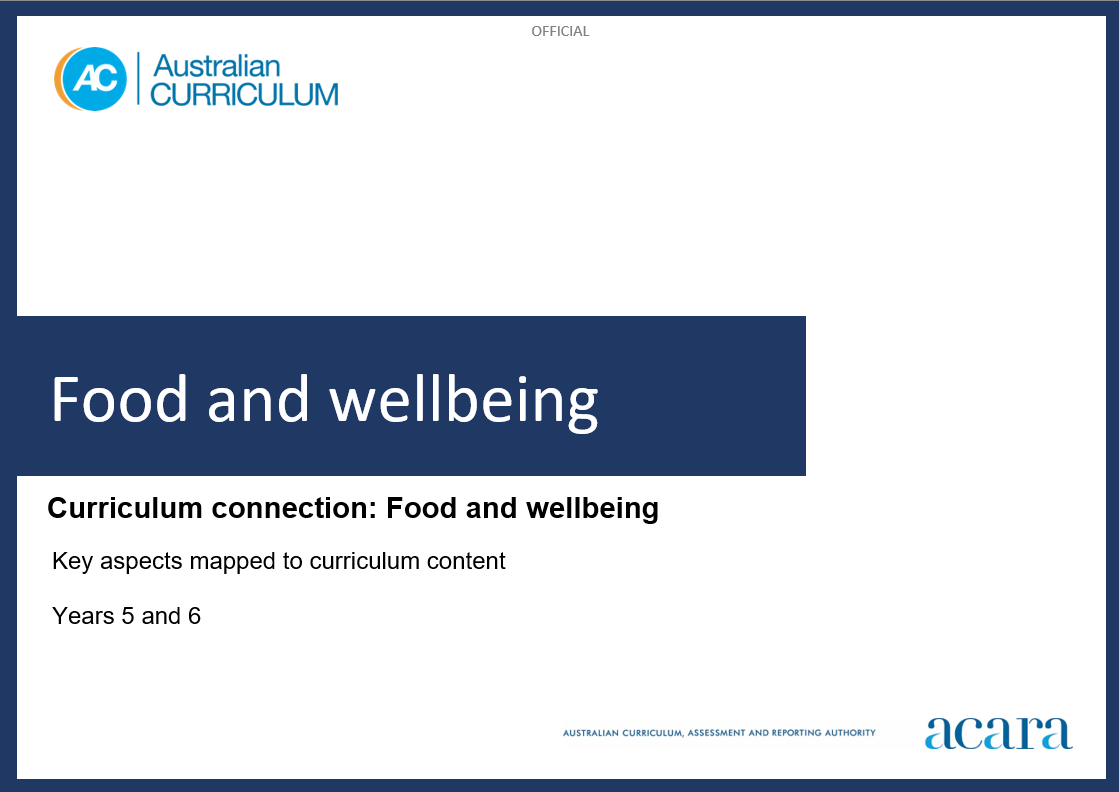 OFFICIAL
AC
Australian
CURRICULUM
Food and wellbeing
Curriculum connection: Food and wellbeing
Key aspects mapped to curriculum content
Years 5 and 6
AUSTRALIAN CURRICULUM, ASSESSMENT AND REPORTING AUTHORITY
acara